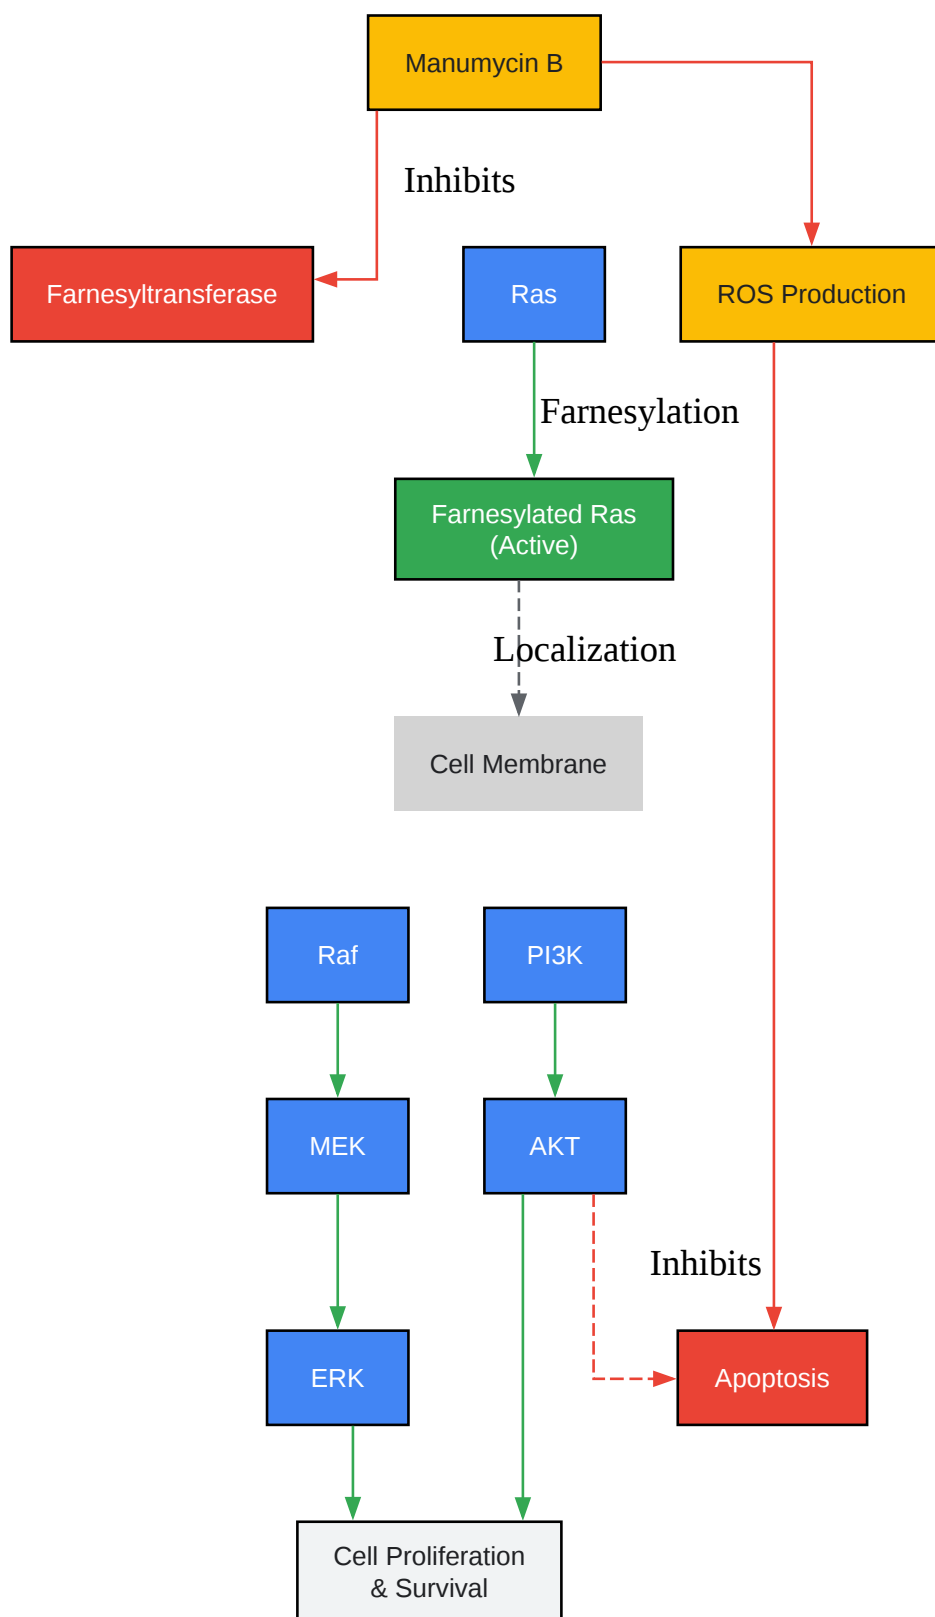 Manumycin B
Inhibits
Farnesyltransferase
Ras
ROS Production
Farnesylation
Farnesylated Ras
(Active)
Localization
Cell Membrane
Raf
PI3K
MEK
AKT
Inhibits
ERK
Apoptosis
Cell Proliferation
& Survival